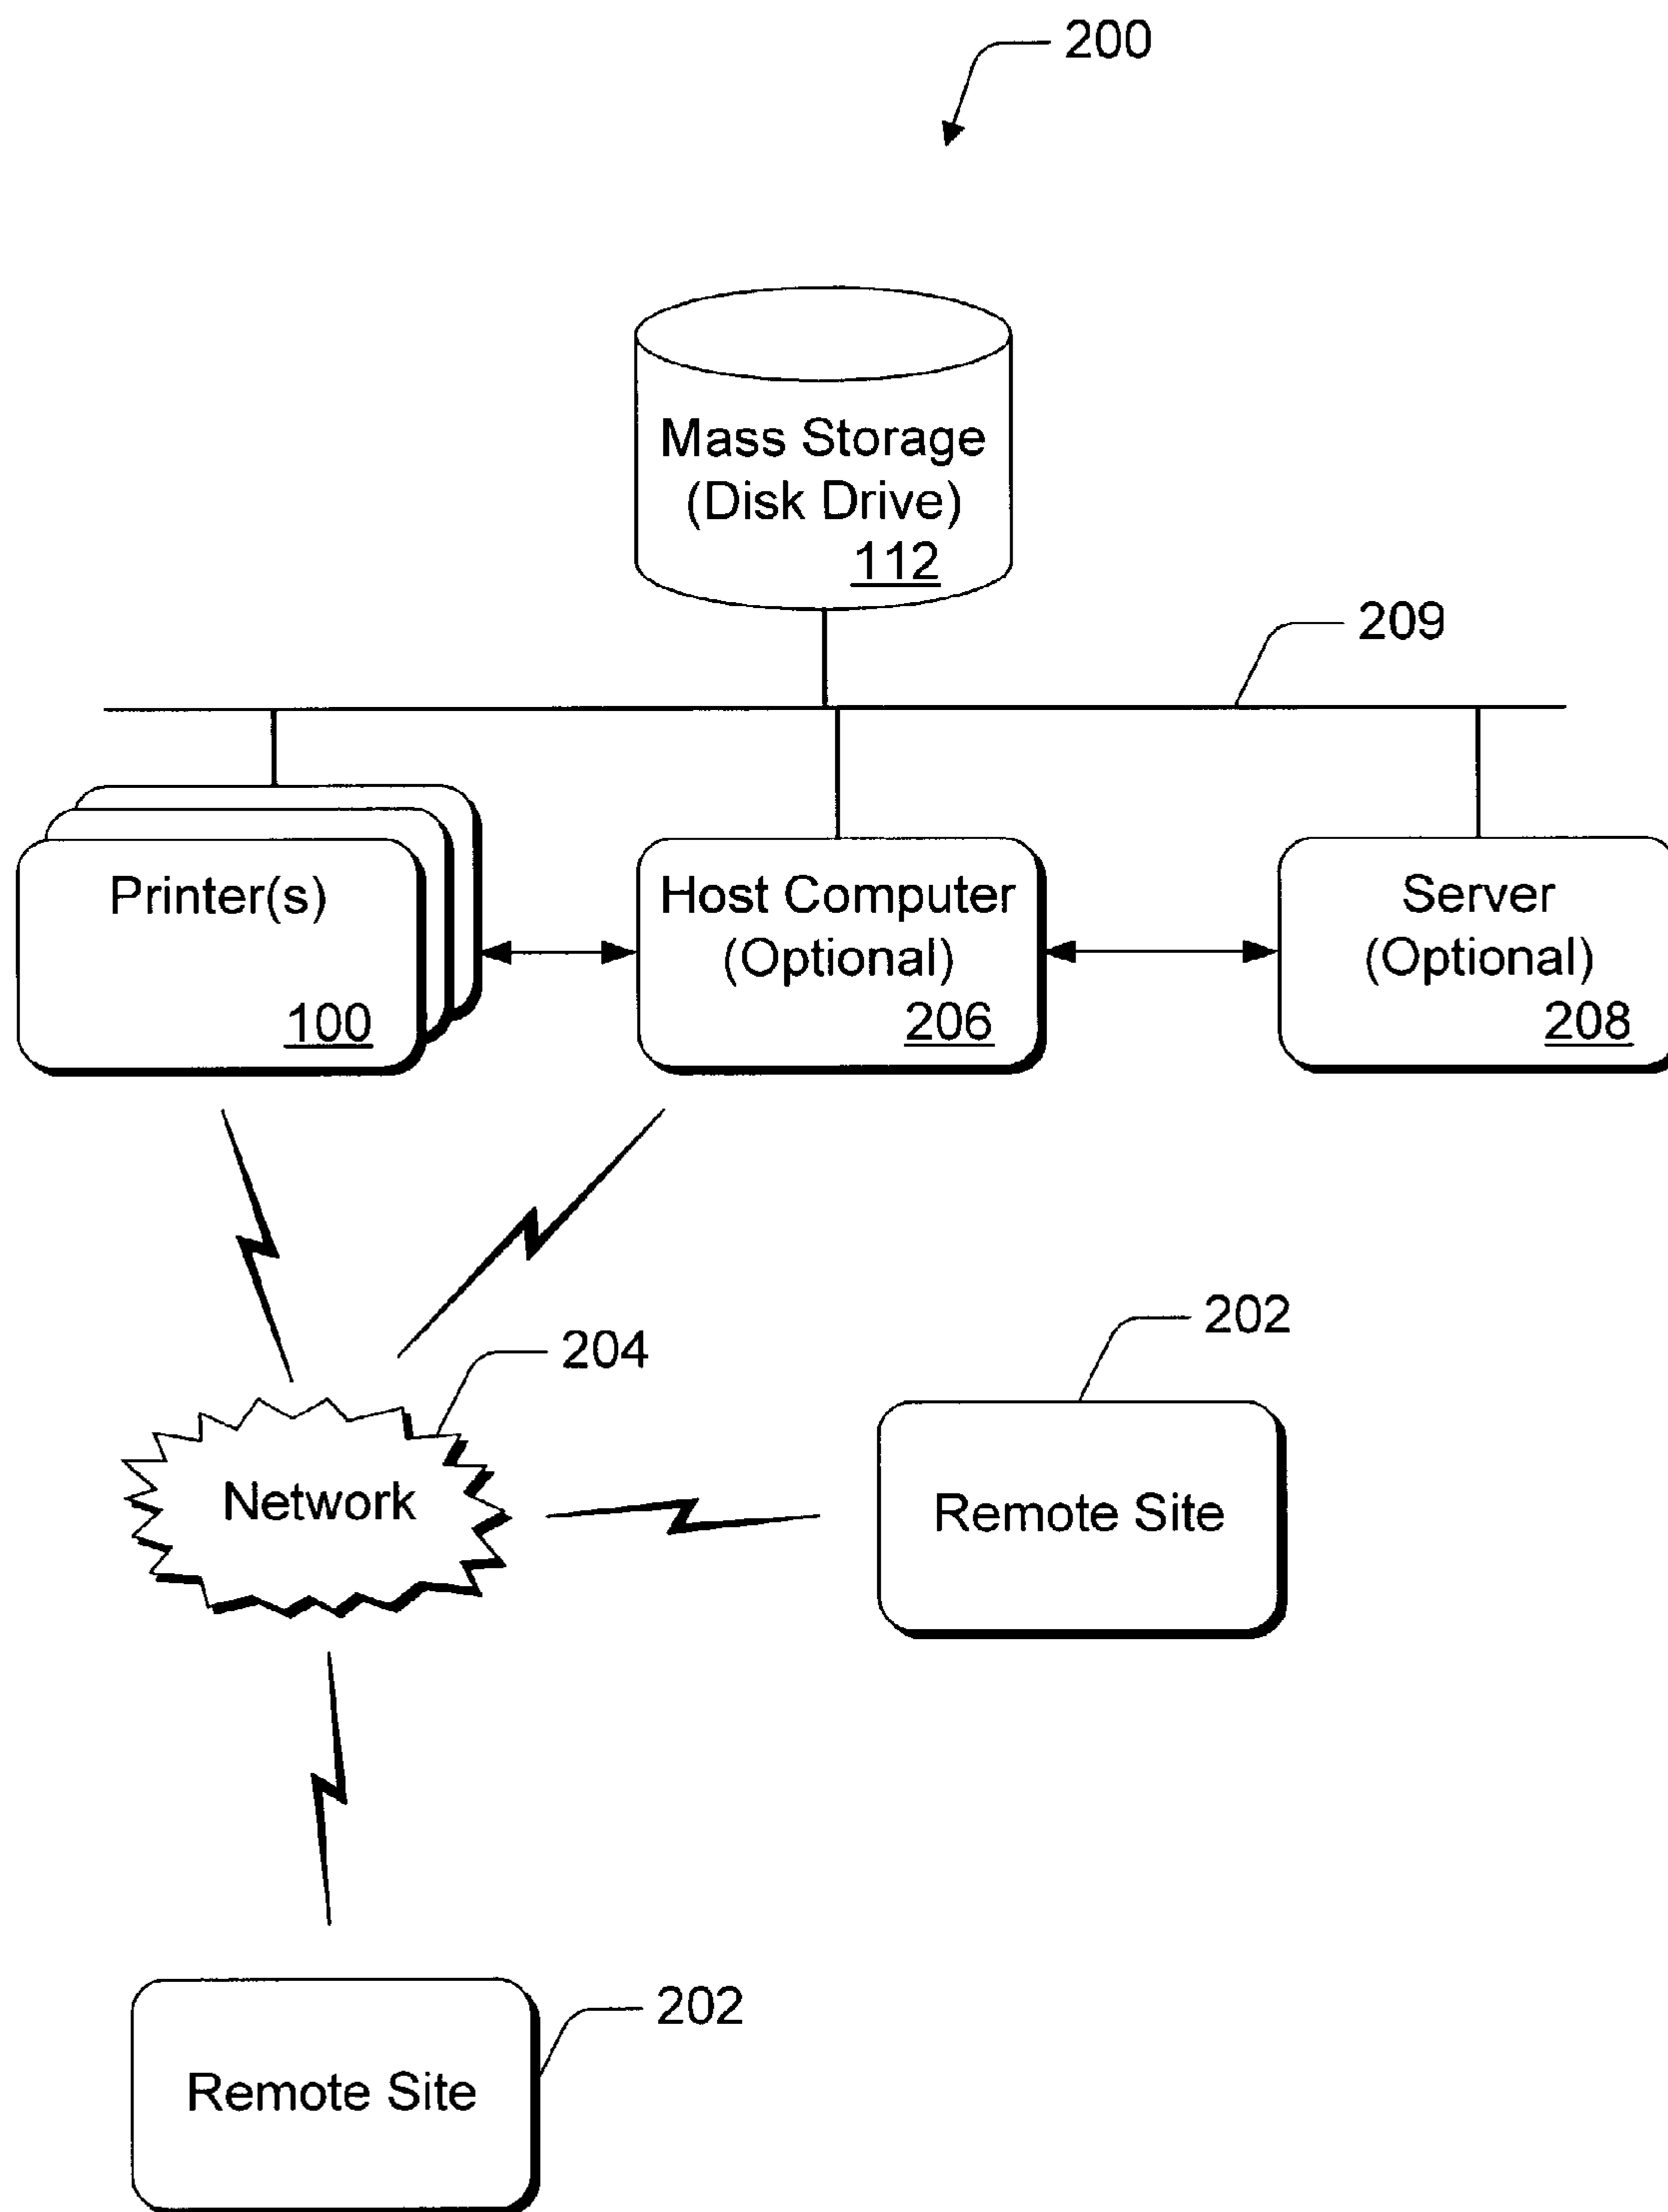 200
Mass Storage
(Disk Drive)
112
209
Printer(s)
100
Host Computer
(Optional)
206
Server
(Optional)
208
202
204
Network
Remote Site
202
Remote Site